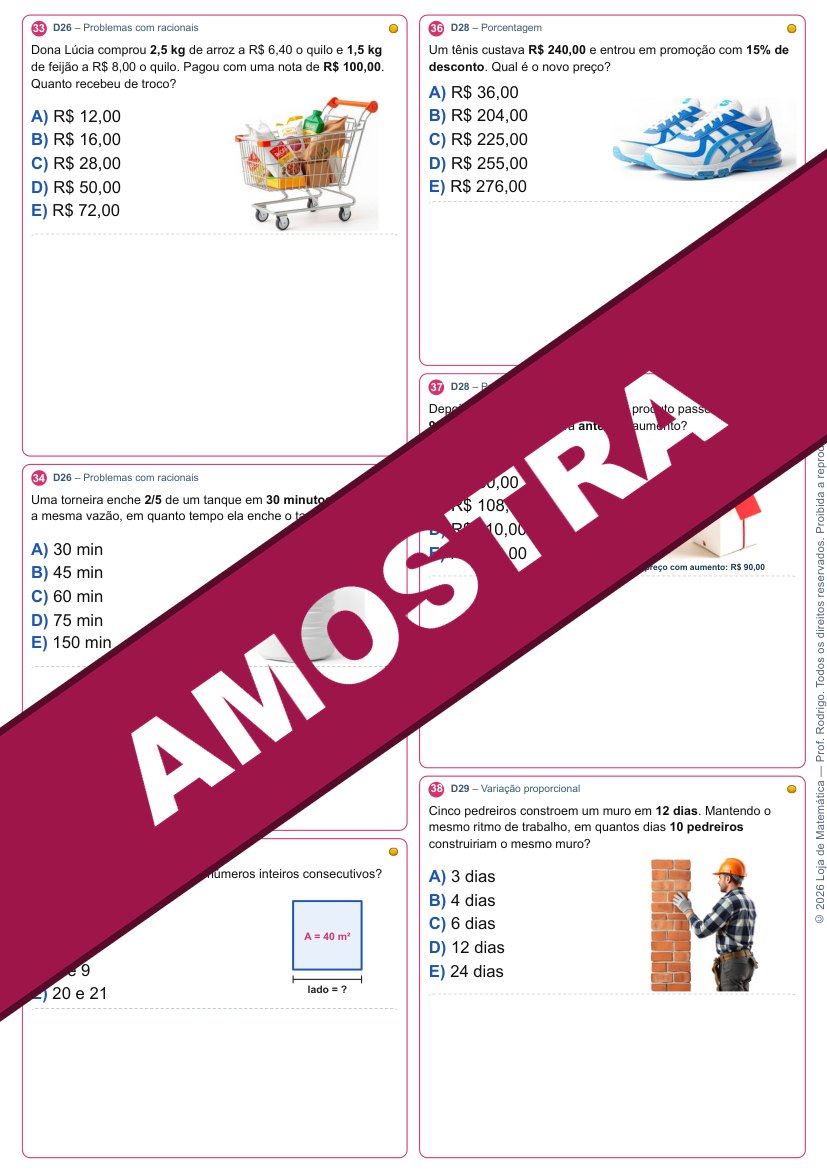 33 D26 – Problemas com racionais
Dona Lúcia comprou 2,5 kg de arroz a R$ 6,40 o quilo e 1,5 kg
de feijão a R$ 8,00 o quilo. Pagou com uma nota de R$ 100,00.
Quanto recebeu de troco?
A) R$ 12,00
B) R$ 16,00
C) R$ 28,00
D) R$ 50,00
E) R$ 72,00
34 D26 – Problemas com racionais
Uma torneira enche 2/5 de um tanque em 30 minutos
a mesma vazão, em quanto tempo ela enche o
A) 30 min
B) 45 min
C) 60 min
D) 75 min
E) 150 min
números inteiros consecutivos?
A = 40 m²
lado = ?
e 9
20 e 21
36 D28 – Porcentagem
Um tênis custava R$ 240,00 e entrou em promoção com 15% de
desconto. Qual é o novo preço?
A) R$ 36,00
B) R$ 204,00
C) R$ 225,00
D) R$ 255,00
E) R$ 276,00
37 D28 –
produto
aumento?
R$ 108,
preço com aumento: R$ 90,00
38 D29 – Variação proporcional
Cinco pedreiros constroem um muro em 12 dias. Mantendo o
mesmo ritmo de trabalho, em quantos dias 10 pedreiros
construiriam o mesmo muro?
A) 3 dias
B) 4 dias
C) 6 dias
D) 12 dias
E) 24 dias
AMOSTRA
© 2026 Loja de Matemática — Prof. Rodrigo. Todos os direitos reservados. Proibida a